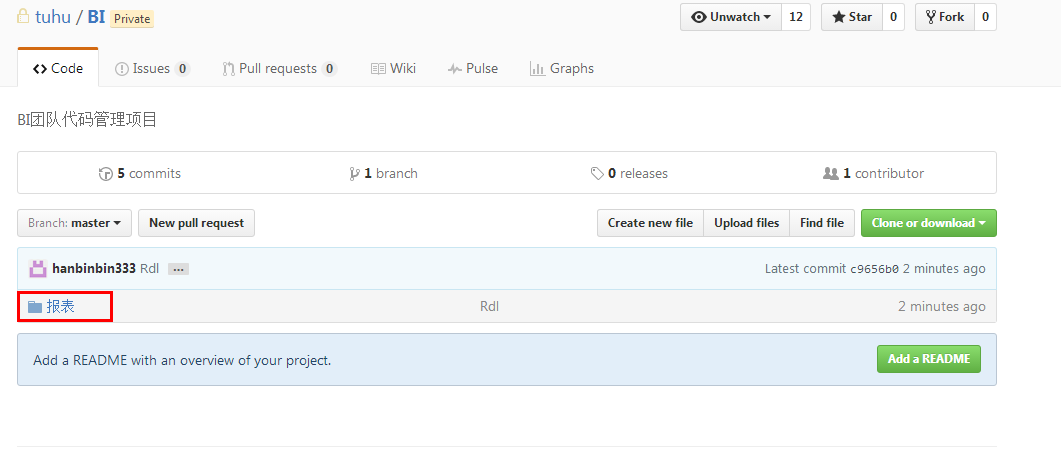 tuhu / BI Private Unwatch 12 Star 0 Fork 0
Code Issues 0 Pull requests 0 Wiki Pulse Graphs
BI团队代码管理项目
5 commits 1 branch 0 releases 1 contributor
Branch: master New pull request Create new file Upload files Find file Clone or download
hanbinbin333 Rdl ... Latest commit c9656b0 2 minutes ago
报表 Rdl 2 minutes ago
Add a README with an overview of your project. Add a README